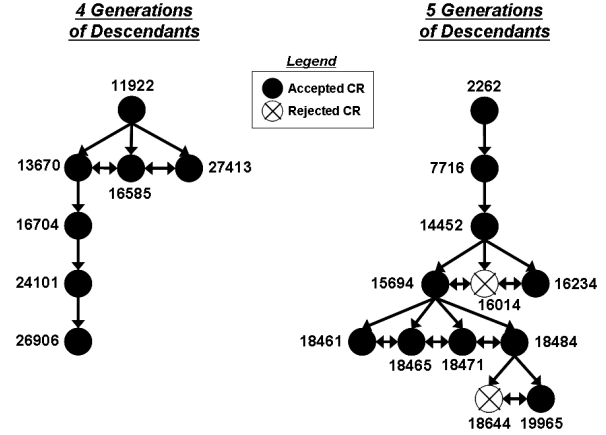 4 Generations
of Descendants
5 Generations
of Descendants
Legend
Accepted CR
Rejected CR
11922
13670
16585
27413
16704
24101
26906
2262
7716
14452
15694
16014
16234
18461
18465
18471
18484
18644
19965